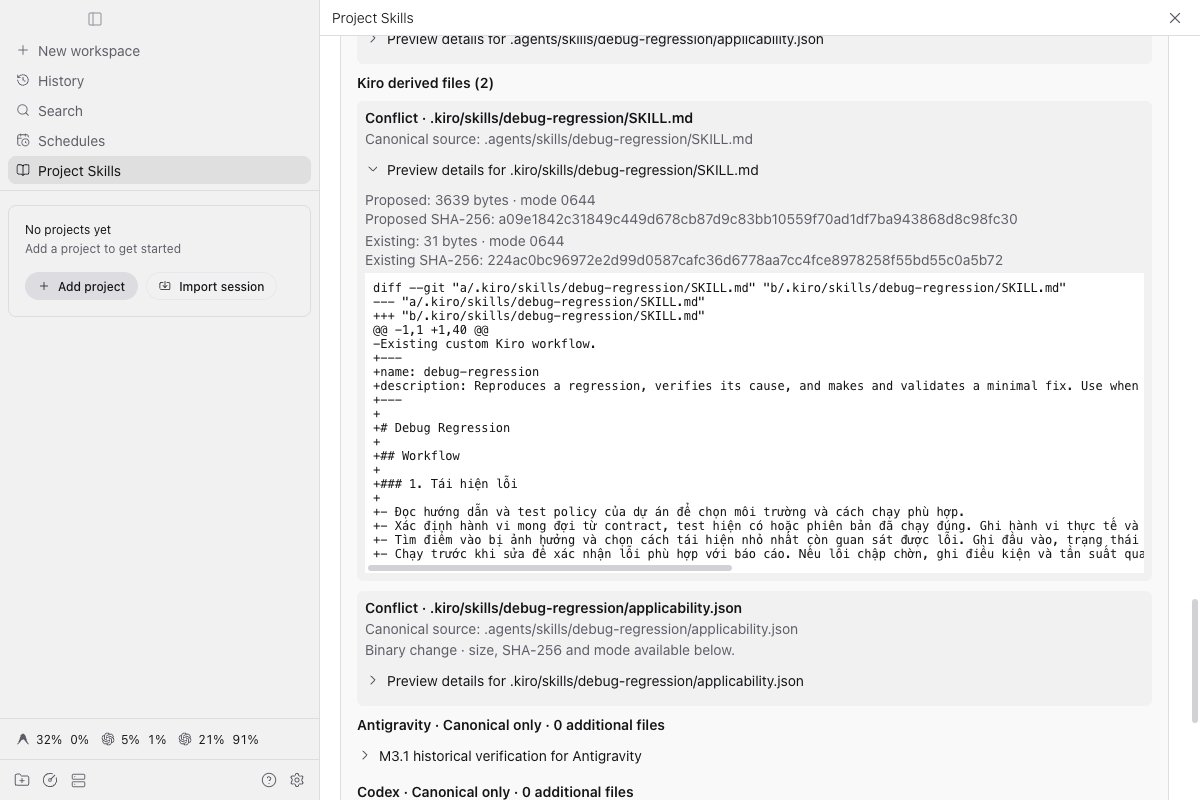 Project Skills
New workspace
History
Search
Schedules
Project Skills
No projects yet
Add a project to get started
Add project
Import session
32% 0% 5% 1% 21% 91%
Preview details for .agents/skills/debug-regression/applicability.json
Kiro derived files (2)
Conflict · .kiro/skills/debug-regression/SKILL.md
Canonical source: .agents/skills/debug-regression/SKILL.md
Preview details for .kiro/skills/debug-regression/SKILL.md
Proposed: 3639 bytes · mode 0644
Proposed SHA-256: a09e1842c31849c449d678cb87d9c83bb10559f70ad1df7ba943868d8c98fc30
Existing: 31 bytes · mode 0644
Existing SHA-256: 224ac0bc96972e2d99d0587cafc36d6778aa7cc4fce8978258f55bd55c0a5b72
diff --git "a/.kiro/skills/debug-regression/SKILL.md" "b/.kiro/skills/debug-regression/SKILL.md"
--- "a/.kiro/skills/debug-regression/SKILL.md"
+++ "b/.kiro/skills/debug-regression/SKILL.md"
@@ -1,1 +1,40 @@
-Existing custom Kiro workflow.
+---
+name: debug-regression
+description: Reproduces a regression, verifies its cause, and makes and validates a minimal fix. Use when
+---
+
+# Debug Regression
+
+## Workflow
+
+### 1. Tái hiện lỗi
+
+- Đọc hướng dẫn và test policy của dự án để chọn môi trường và cách chạy phù hợp.
+- Xác định hành vi mong đợi từ contract, test hiện có hoặc phiên bản đã chạy đúng. Ghi hành vi thực tế và
+- Tìm điểm vào bị ảnh hưởng và chọn cách tái hiện nhỏ nhất còn quan sát được lỗi. Ghi đầu vào, trạng thái
+- Chạy trước khi sửa để xác nhận lỗi phù hợp với báo cáo. Nếu lỗi chập chờn, ghi điều kiện và tần suất qua
Conflict · .kiro/skills/debug-regression/applicability.json
Canonical source: .agents/skills/debug-regression/applicability.json
Binary change · size, SHA-256 and mode available below.
Preview details for .kiro/skills/debug-regression/applicability.json
Antigravity · Canonical only · 0 additional files
M3.1 historical verification for Antigravity
Codex · Canonical only · 0 additional files